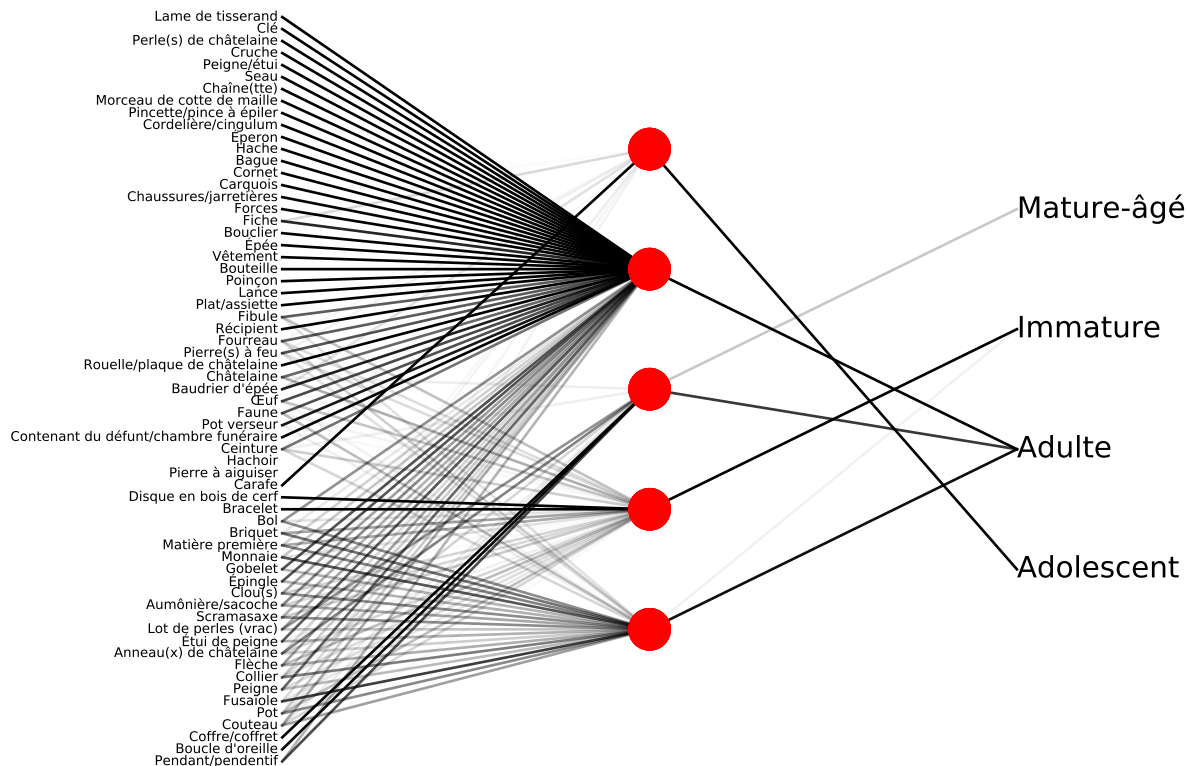 Lame de tisserand
Clé
Perle(s) de châtelaine
Cruche
Peigne/étui
Seau
Chaîne(tte)
Morceau de cotte de maille
Pincette/pince à épiler
Cordelière/cingulum
Éperon
Hache
Bague
Cornet
Carquois
Chaussures/jarretières
Forces
Fiche
Bouclier
Épée
Vêtement
Bouteille
Poinçon
Lance
Plat/assiette
Fibule
Récipient
Fourreau
Pierre(s) à feu
Rouelle/plaque de châtelaine
Châtelaine
Baudrier d'épée
Œuf
Faune
Pot verseur
Contenant du défunt/chambre funéraire
Ceinture
Hachoir
Pierre à aiguiser
Carafe
Disque en bois de cerf
Bracelet
Bol
Briquet
Matière première
Monnaie
Gobelet
Épingle
Clou(s)
Aumônière/sacoche
Scramasaxe
Lot de perles (vrac)
Étui de peigne
Anneau(x) de châtelaine
Flèche
Collier
Peigne
Fusaïole
Pot
Couteau
Coffre/coffret
Boucle d'oreille
Pendant/pendentif
Mature-âgé
Immature
Adulte
Adolescent